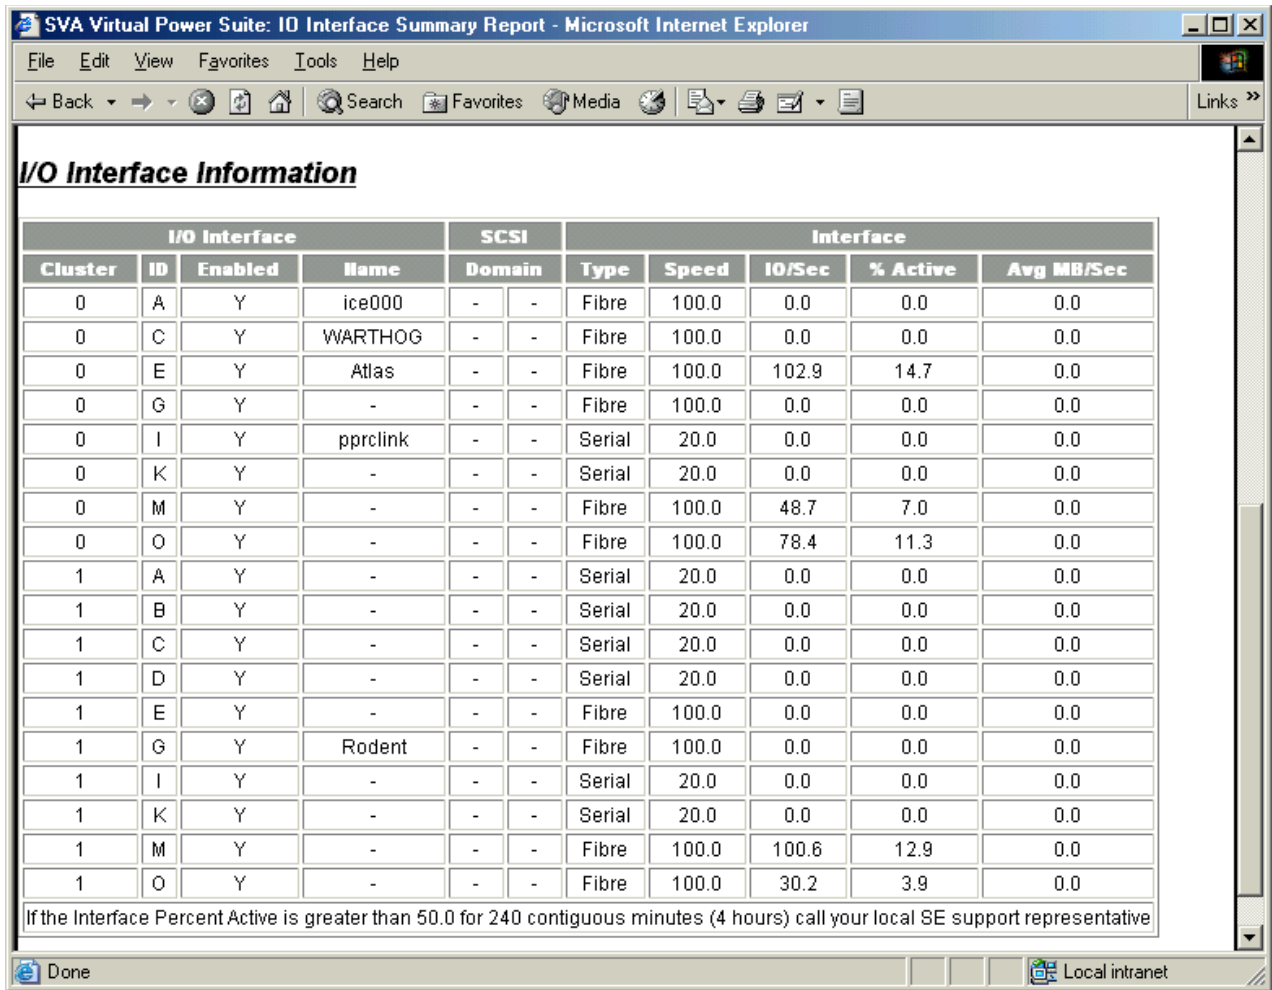 SVA Virtual Power Suite: IO Interface Summary Report - Microsoft Internet Explorer
File Edit View Favorites Tools Help
Back Search Favorites Media Links »
I/O Interface Information
I/O Interface SCSI Interface
Cluster ID Enabled Name Domain Type Speed IO/Sec % Active Avg MB/Sec
0 A Y ice000 - - Fibre 100.0 0.0 0.0 0.0
0 C Y WARTHOG - - Fibre 100.0 0.0 0.0 0.0
0 E Y Atlas - - Fibre 100.0 102.9 14.7 0.0
0 G Y - - - Fibre 100.0 0.0 0.0 0.0
0 I Y pprclink - - Serial 20.0 0.0 0.0 0.0
0 K Y - - - Serial 20.0 0.0 0.0 0.0
0 M Y - - - Fibre 100.0 48.7 7.0 0.0
0 O Y - - - Fibre 100.0 78.4 11.3 0.0
1 A Y - - - Serial 20.0 0.0 0.0 0.0
1 B Y - - - Serial 20.0 0.0 0.0 0.0
1 C Y - - - Serial 20.0 0.0 0.0 0.0
1 D Y - - - Serial 20.0 0.0 0.0 0.0
1 E Y - - - Fibre 100.0 0.0 0.0 0.0
1 G Y Rodent - - Fibre 100.0 0.0 0.0 0.0
1 I Y - - - Serial 20.0 0.0 0.0 0.0
1 K Y - - - Serial 20.0 0.0 0.0 0.0
1 M Y - - - Fibre 100.0 100.6 12.9 0.0
1 O Y - - - Fibre 100.0 30.2 3.9 0.0
If the Interface Percent Active is greater than 50.0 for 240 contiguous minutes (4 hours) call your local SE support representative
Done Local intranet